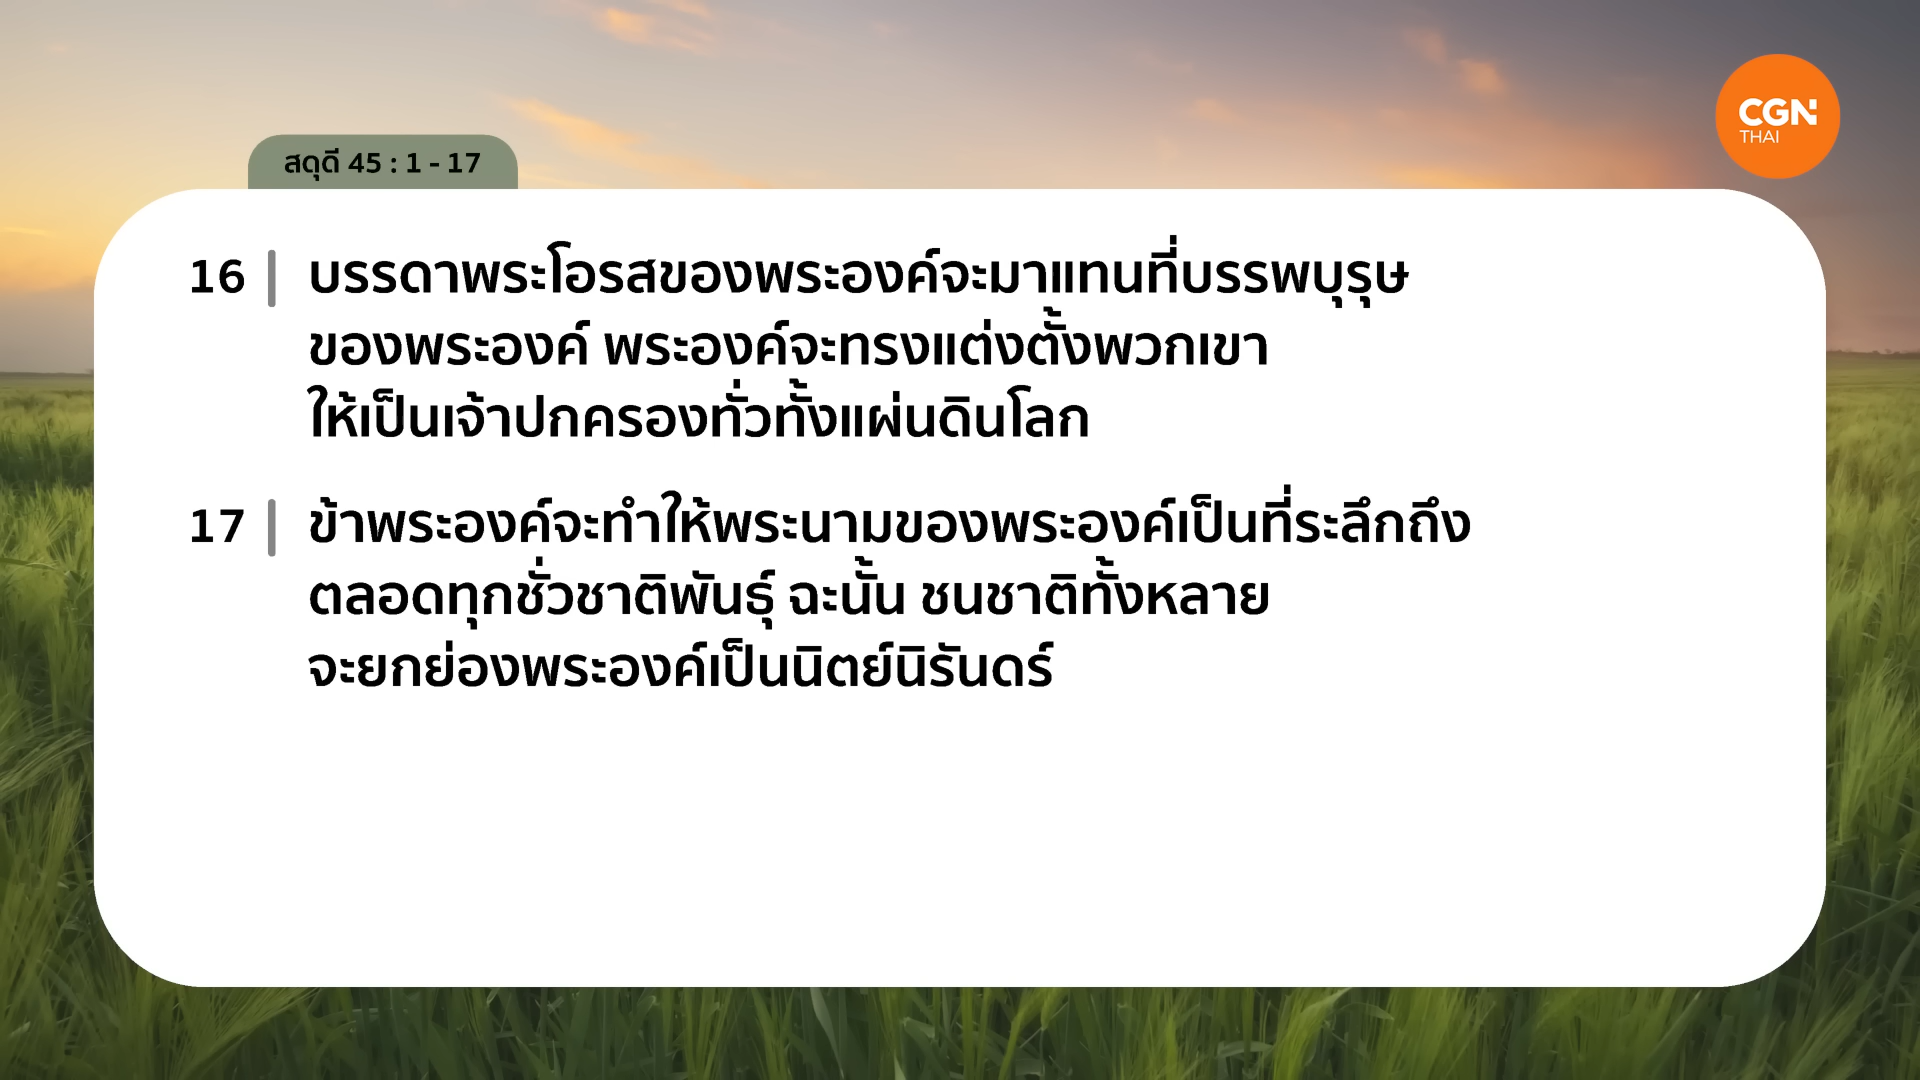 CGN
THAI
สดุดี 45 : 1 - 17
16 บรรดาพระโอรสของพระองค์จะมาแทนที่บรรพบุรุษ
ของพระองค์ พระองค์จะทรงแต่งตั้งพวกเขา
ให้เป็นเจ้าปกครองทั่วทั้งแผ่นดินโลก
17 ข้าพระองค์จะทำให้พระนามของพระองค์เป็นที่ระลึกถึง
ตลอดทุกชั่วชาติพันธุ์ ฉะนั้น ชนชาติทั้งหลาย
จะยกย่องพระองค์เป็นนิตย์นิรันดร์